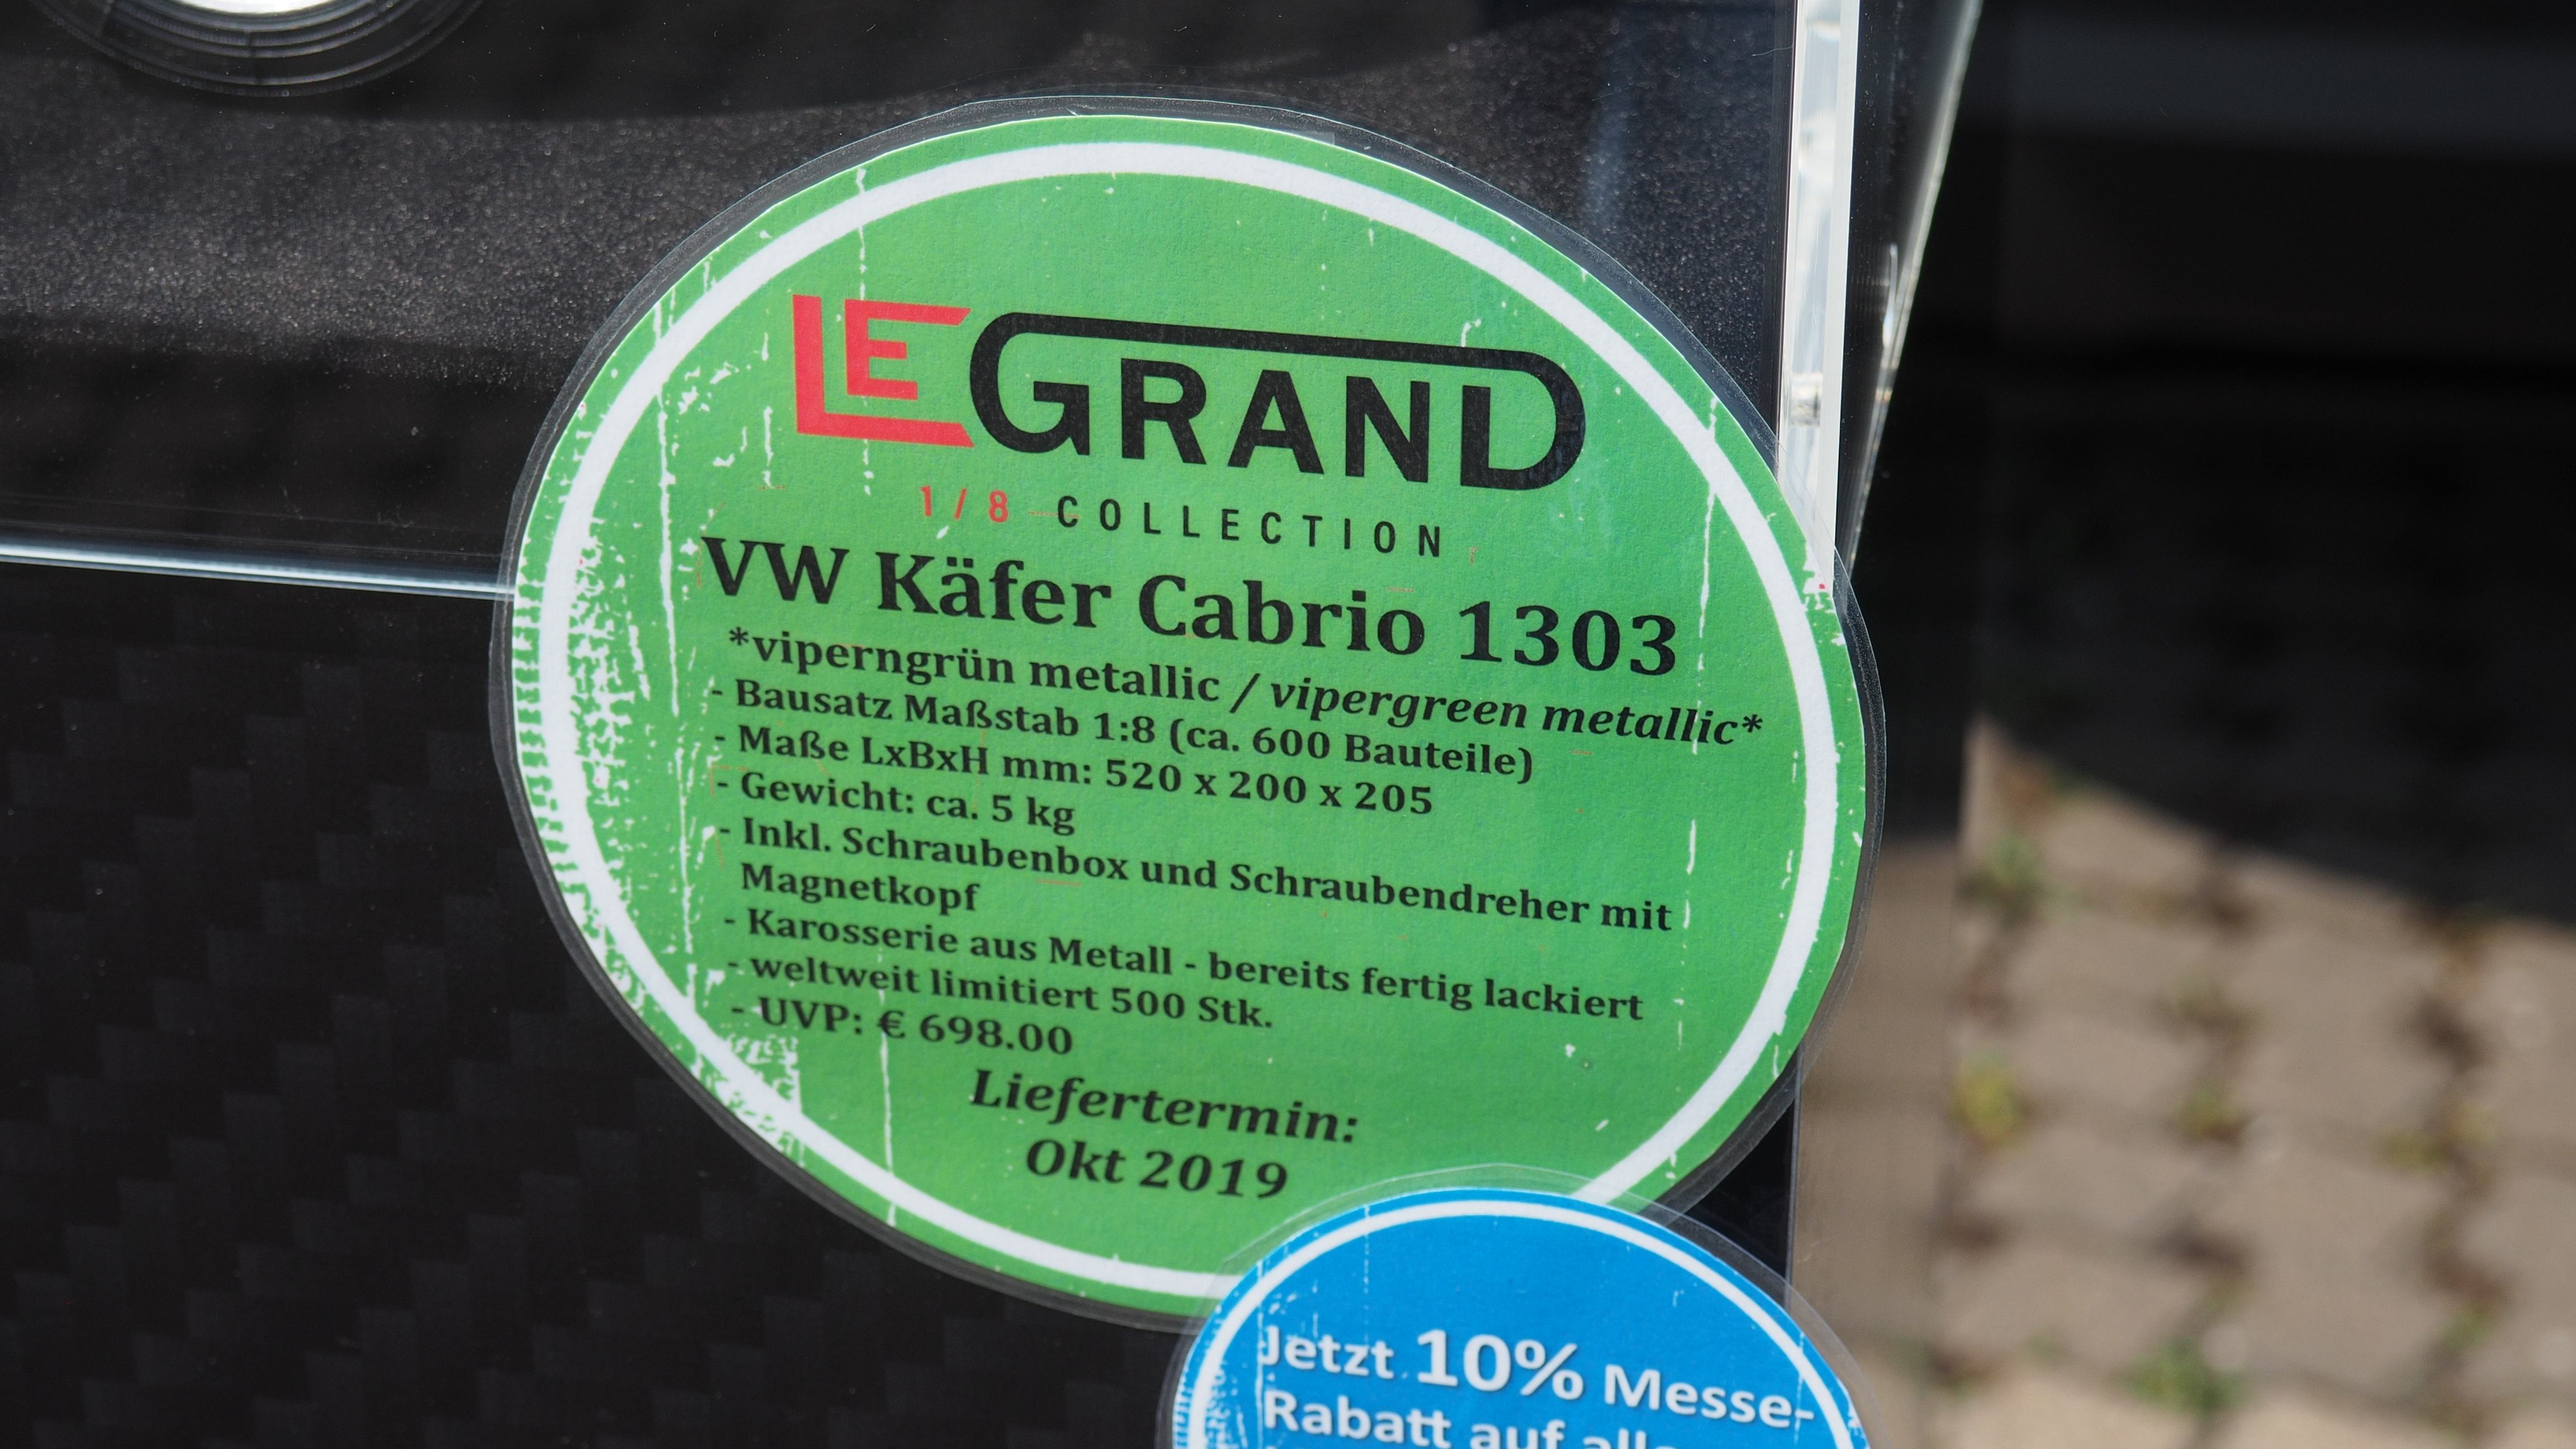 LEGRAND
1/8 COLLECTION
VW Käfer Cabrio 1303
*viperngrün metallic / vipergreen metallic*
- Bausatz Maßstab 1:8 (ca. 600 Bauteile)
- Maße LxBxH mm: 520 x 200 x 205
- Gewicht: ca. 5 kg
- Inkl. Schraubenbox und Schraubendreher mit
Magnetkopf
- Karosserie aus Metall - bereits fertig lackiert
- weltweit limitiert 500 Stk.
- UVP: € 698.00
Liefertermin:
Okt 2019
Jetzt 10% Messe-
Rabatt auf